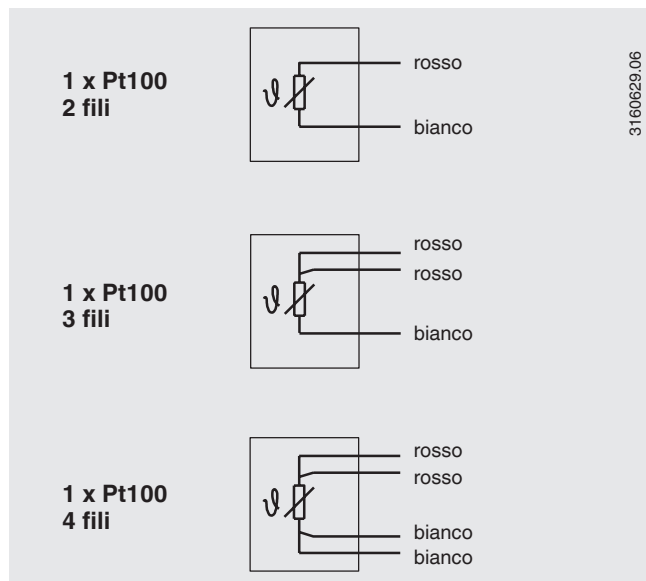 1 x Pt100
2 fili
rosso
bianco
3160629.06
1 x Pt100
3 fili
ϑ
rosso
rosso
bianco
ϑ
1 x Pt100
4 fili
ϑ
rosso
rosso
bianco
bianco